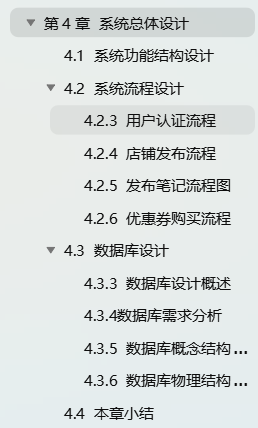 第 4 章 系统总体设计
4.1 系统功能结构设计
4.2 系统流程设计
4.2.3 用户认证流程
4.2.4 店铺发布流程
4.2.5 发布笔记流程图
4.2.6 优惠券购买流程
4.3 数据库设计
4.3.3 数据库设计概述
4.3.4数据库需求分析
4.3.5 数据库概念结构...
4.3.6 数据库物理结构...
4.4 本章小结